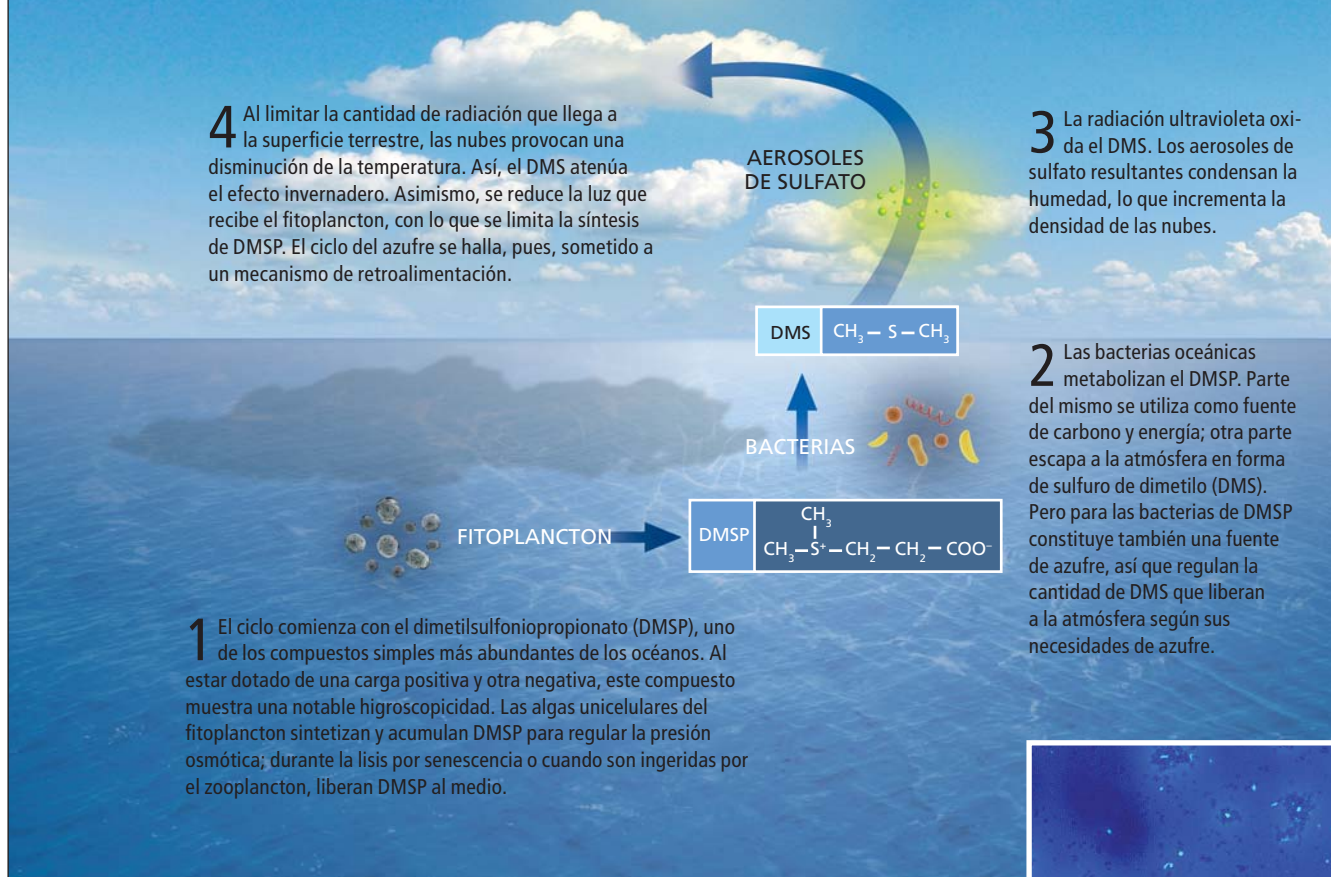 4 Al limitar la cantidad de radiación que llega a
la superficie terrestre, las nubes provocan una
disminución de la temperatura. Así, el DMS atenúa
el efecto invernadero. Asimismo, se reduce la luz que
recibe el fitoplancton, con lo que se limita la síntesis
de DMSP. El ciclo del azufre se halla, pues, sometido a
un mecanismo de retroalimentación.
AEROSOLES
DE SULFATO
3 La radiación ultravioleta oxi-
da el DMS. Los aerosoles de
sulfato resultantes condensan la
humedad, lo que incrementa la
densidad de las nubes.
DMS CH₃ — S — CH₃
2 Las bacterias oceánicas
metabolizan el DMSP. Parte
del mismo se utiliza como fuente
de carbono y energía; otra parte
escapa a la atmósfera en forma
de sulfuro de dimetilo (DMS).
Pero para las bacterias de DMSP
constituye también una fuente
de azufre, así que regulan la
cantidad de DMS que liberan
a la atmósfera según sus
necesidades de azufre.
BACTERIAS
FITOPLANCTON
CH₃
DMSP CH₃—S⁺—CH₂—CH₂—COO⁻
1 El ciclo comienza con el dimetilsulfoniopropionato (DMSP), uno
de los compuestos simples más abundantes de los océanos. Al
estar dotado de una carga positiva y otra negativa, este compuesto
muestra una notable higroscopicidad. Las algas unicelulares del
fitoplancton sintetizan y acumulan DMSP para regular la presión
osmótica; durante la lisis por senescencia o cuando son ingeridas por
el zooplancton, liberan DMSP al medio.